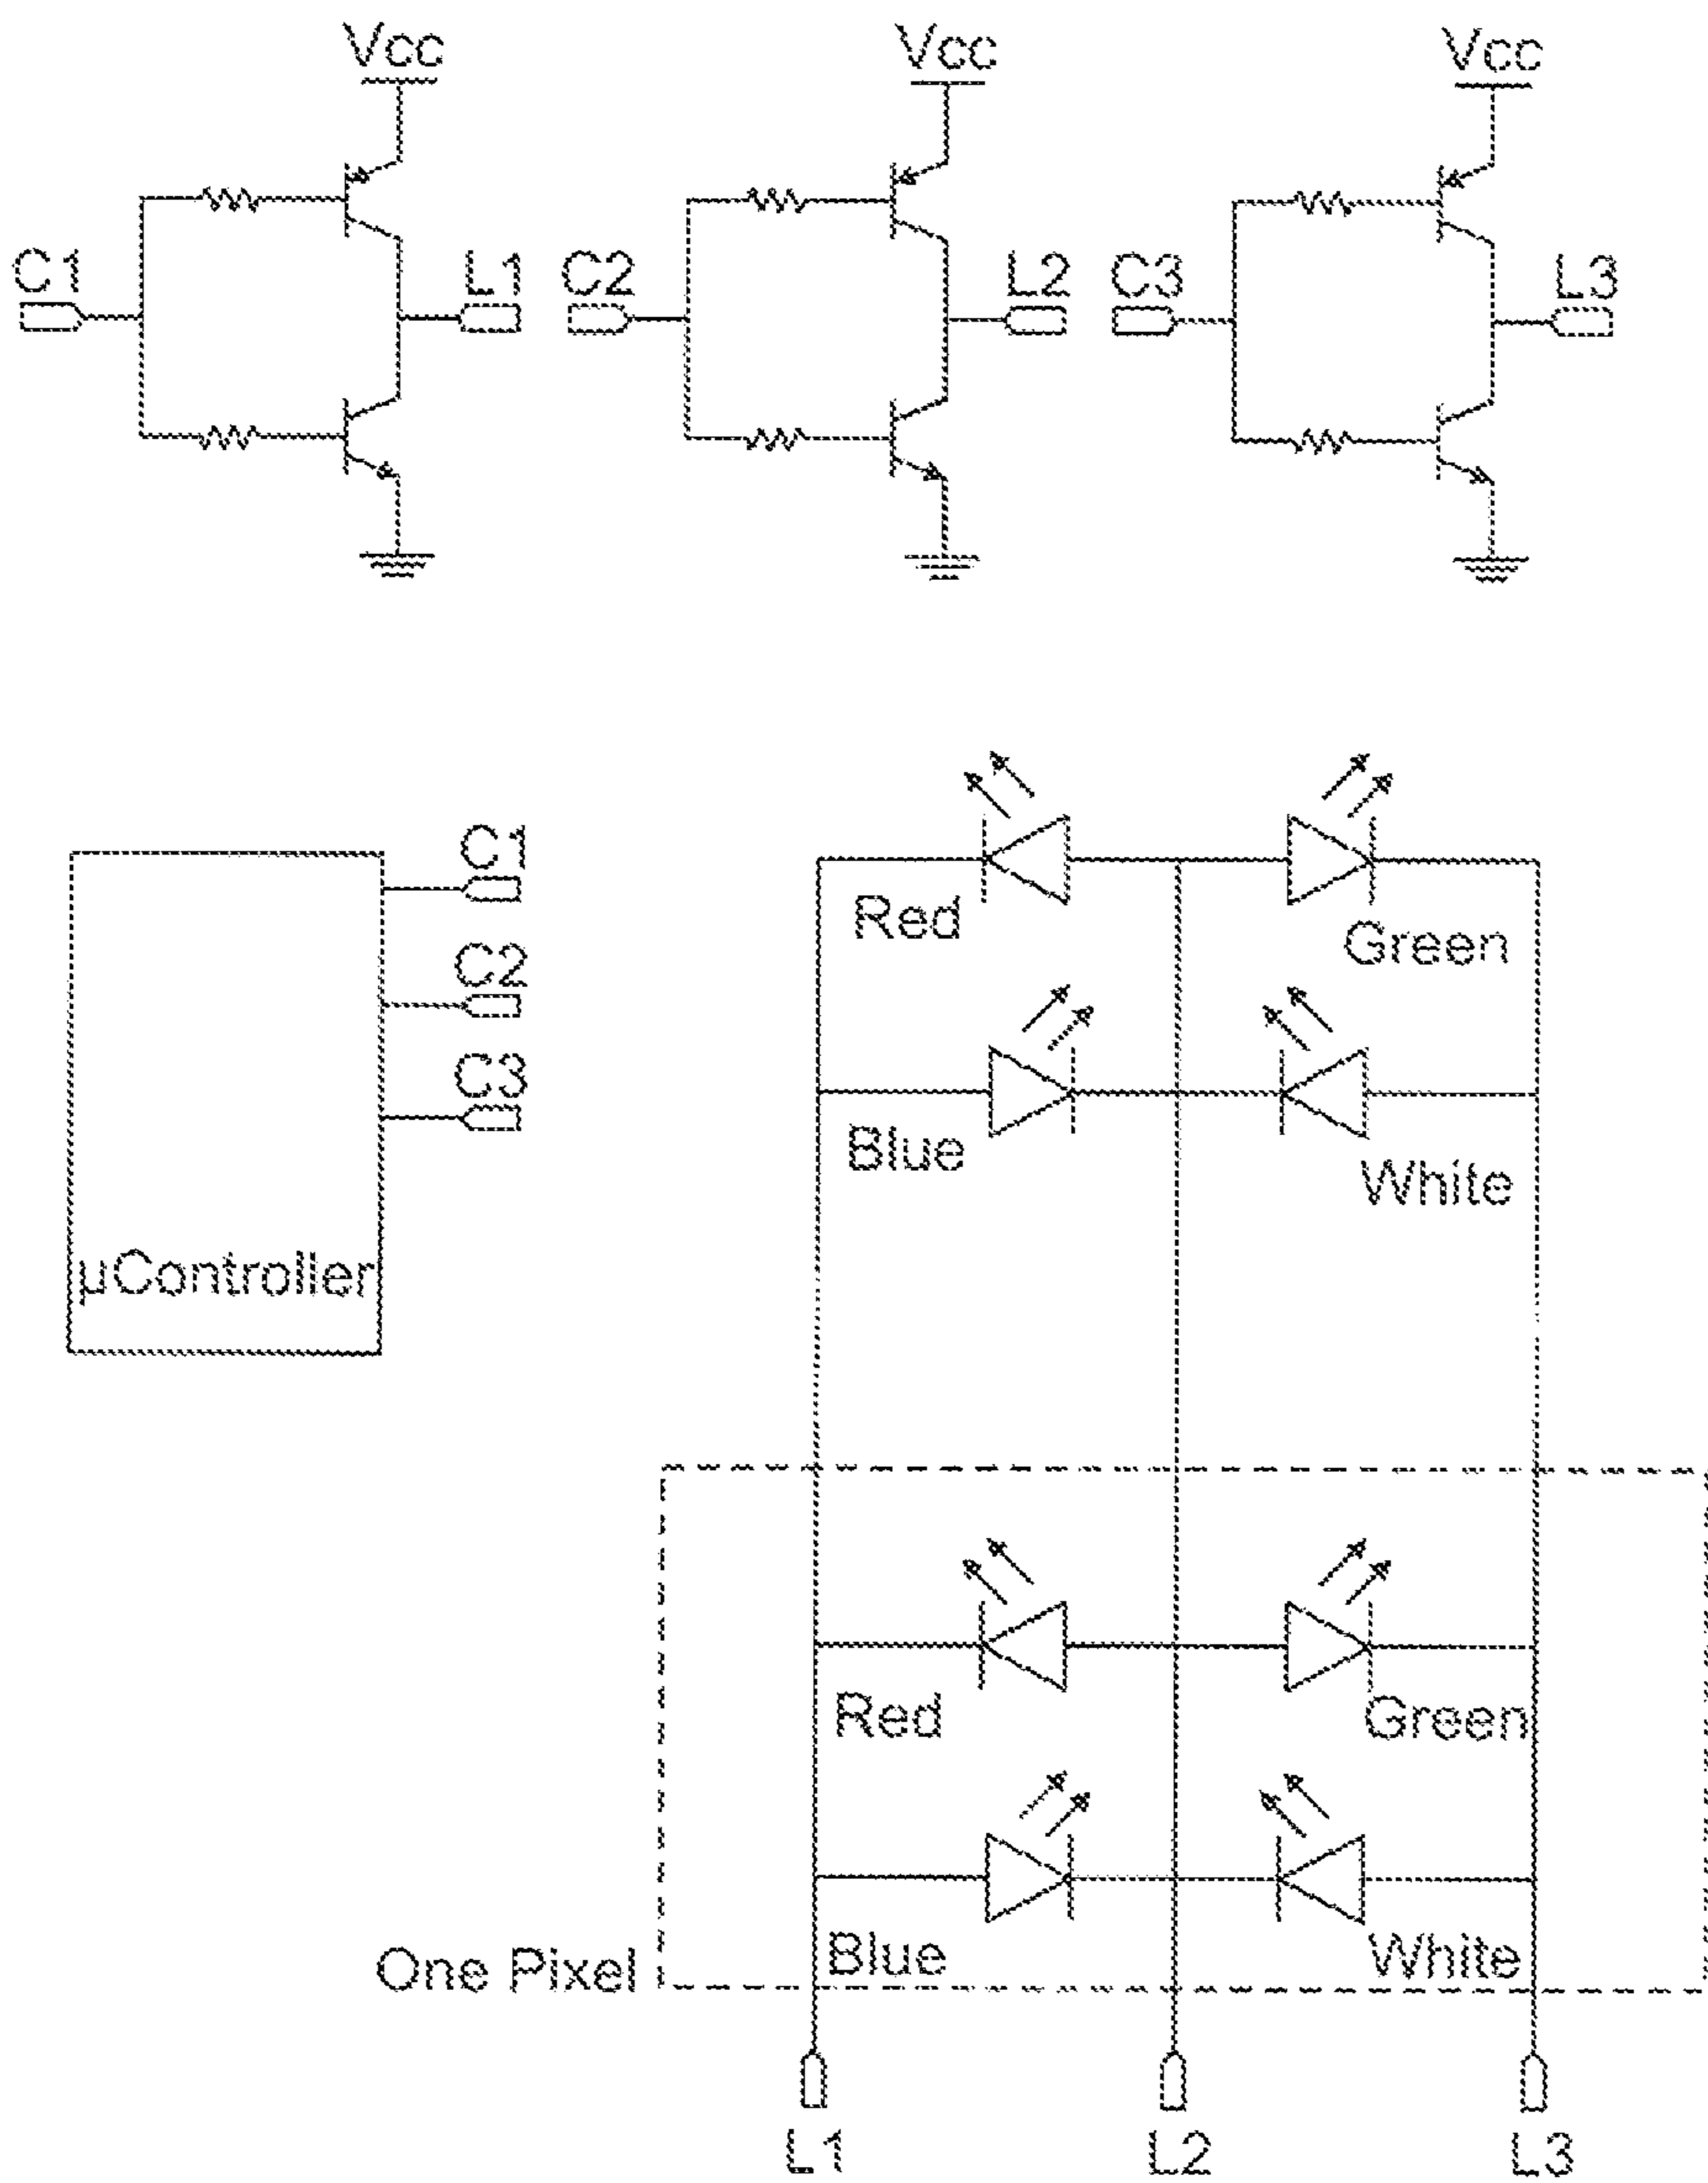 Vcc Vcc Vcc
C1 L1 C2 L2 C3 L3
C1
Red Green
C2
C3
Blue White
µController
Red Green
Blue White
One Pixel
L1 L2 L3